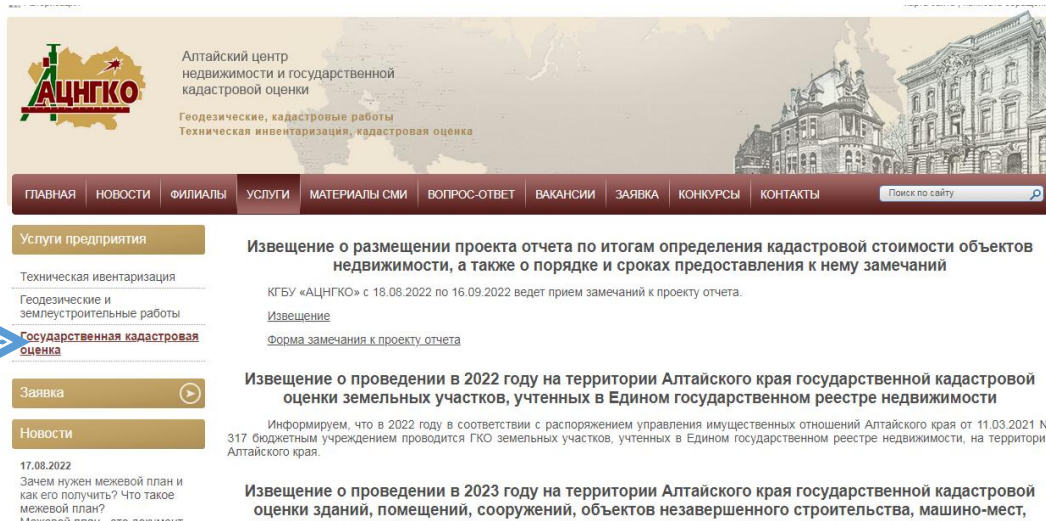 АЦНГКО
Алтайский центр
недвижимости и государственной
кадастровой оценки
Геодезические, кадастровые работы
Техническая инвентаризация, кадастровая оценка
ГЛАВНАЯ НОВОСТИ ФИЛИАЛЫ УСЛУГИ МАТЕРИАЛЫ СМИ ВОПРОС-ОТВЕТ ВАКАНСИИ ЗАЯВКА КОНКУРСЫ КОНТАКТЫ Поиск по сайту
Услуги предприятия
Техническая ивентаризация
Геодезические и
землеустроительные работы
Государственная кадастровая
оценка
Заявка
Новости
17.08.2022
Зачем нужен межевой план и
как его получить? Что такое
межевой план?
Межевой план - это документ
Извещение о размещении проекта отчета по итогам определения кадастровой стоимости объектов
недвижимости, а также о порядке и сроках предоставления к нему замечаний
КГБУ «АЦНГКО» с 18.08.2022 по 16.09.2022 ведет прием замечаний к проекту отчета.
Извещение
Форма замечания к проекту отчета
Извещение о проведении в 2022 году на территории Алтайского края государственной кадастровой
оценки земельных участков, учтенных в Едином государственном реестре недвижимости
Информируем, что в 2022 году в соответствии с распоряжением управления имущественных отношений Алтайского края от 11.03.2021 N
317 бюджетным учреждением проводится ГКО земельных участков, учтенных в Едином государственном реестре недвижимости, на территори
Алтайского края.
Извещение о проведении в 2023 году на территории Алтайского края государственной кадастровой
оценки зданий, помещений, сооружений, объектов незавершенного строительства, машино-мест,